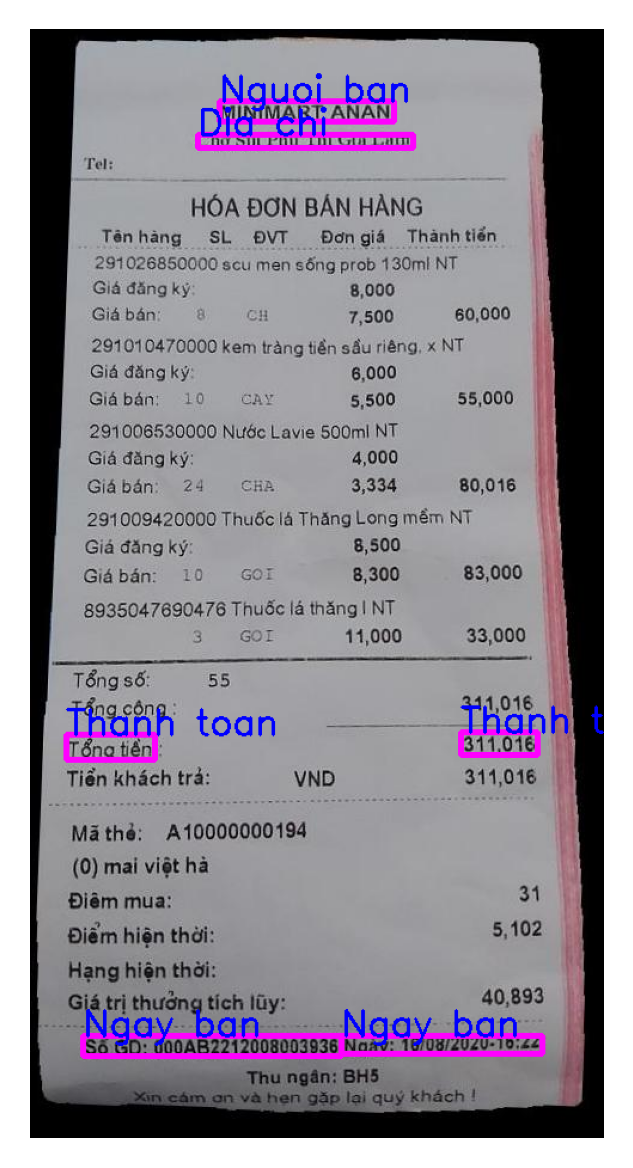 Nguoi ban
MINIMART ANAN
Dia chi
Tel:
HÓA ĐƠN BÁN HÀNG
Tên hàng SL ĐVT Đơn giá Thành tiền
291026850000 scu men sống prob 130ml NT
Giá đăng ký: 8,000
Giá bán: 8 CH 7,500 60,000
291010470000 kem tràng tiền sầu riêng, x NT
Giá đăng ký: 6,000
Giá bán: 10 CAY 5,500 55,000
291006530000 Nước Lavie 500ml NT
Giá đăng ký: 4,000
Giá bán: 24 CHA 3,334 80,016
291009420000 Thuốc lá Thăng Long mềm NT
Giá đăng ký: 8,500
Giá bán: 10 GOI 8,300 83,000
8935047690476 Thuốc lá thăng l NT
3 GOI 11,000 33,000
Tổng số: 55
Tổng cộng : 311,016
Thanh toan Thanh t
Tổng tiền : 311.016
Tiền khách trả: VND 311,016
Mã thẻ: A10000000194
(0) mai việt hà
Điêm mua: 31
Điểm hiện thời: 5,102
Hạng hiện thời:
Giá trị thưởng tích lũy: 40,893
Ngay ban Ngay ban
Số GD: 000AB2212008003936 Ngày: 16/08/2020-16:22
Thu ngân: BH5
Xin cám ơn và hẹn gặp lại quý khách !